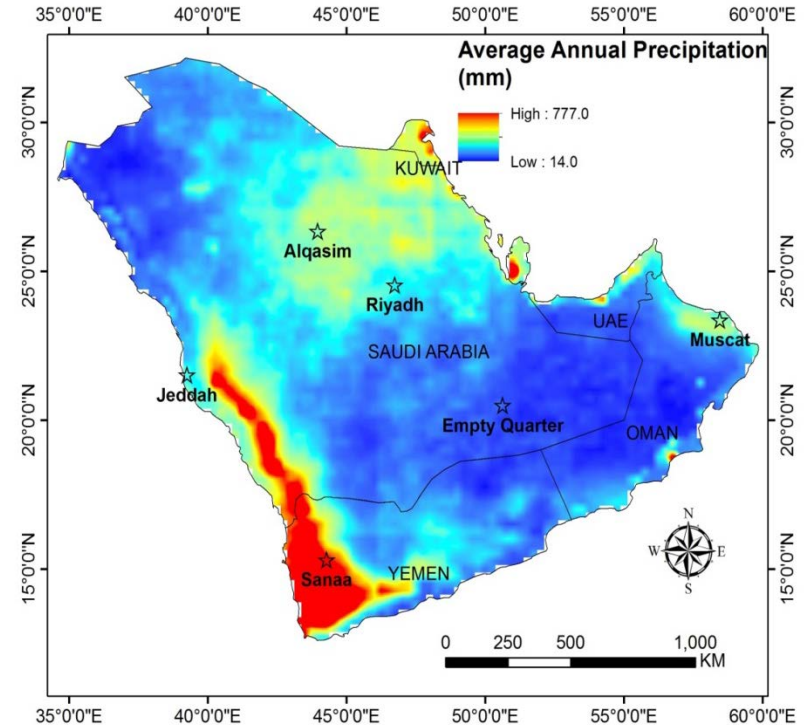 35°0'0"E 40°0'0"E 45°0'0"E 50°0'0"E 55°0'0"E 60°0'0"E
Average Annual Precipitation
(mm)
High : 777.0
Low : 14.0
30°0'0"N
30°0'0"N
KUWAIT
Alqasim
25°0'0"N
25°0'0"N
Riyadh
UAE
Muscat
SAUDI ARABIA
Jeddah
20°0'0"N
Empty Quarter
20°0'0"N
OMAN
N
W E
S
15°0'0"N
15°0'0"N
Sanaa
YEMEN
0 250 500 1,000
KM
35°0'0"E 40°0'0"E 45°0'0"E 50°0'0"E 55°0'0"E 60°0'0"E